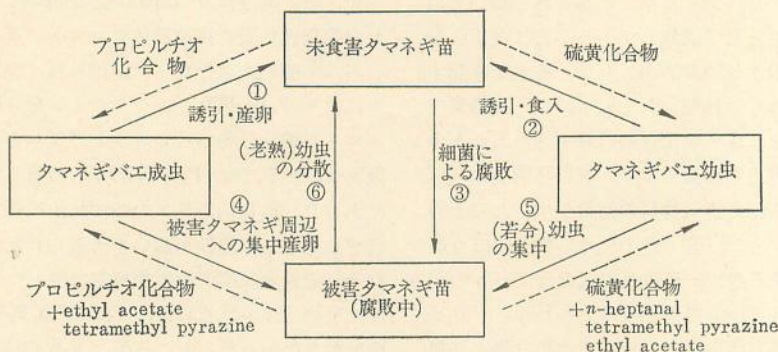 プロピルチオ
化合物
未食害タマネギ苗
硫黄化合物
①
誘引・産卵
誘引・食入
②
タマネギバエ成虫
(老熟)幼虫
の分散
⑥
細菌に
よる腐敗
③
タマネギバエ幼虫
④
被害タマネギ周辺
への集中産卵
⑤
(若令)幼虫
の集中
プロピルチオ化合物
+ethyl acetate
tetramethyl pyrazine
被害タマネギ苗
(腐敗中)
硫黄化合物
+n-heptanal
tetramethyl pyrazine
ethyl acetate